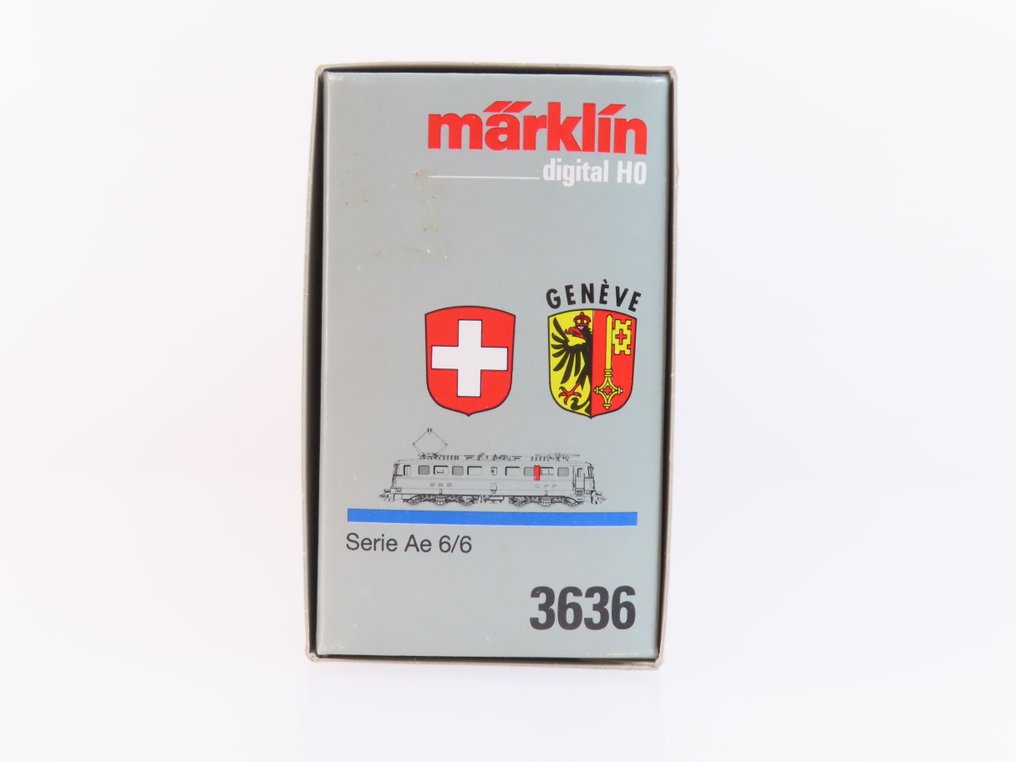 märklin
digital H0
GENÈVE
Serie Ae 6/6
3636